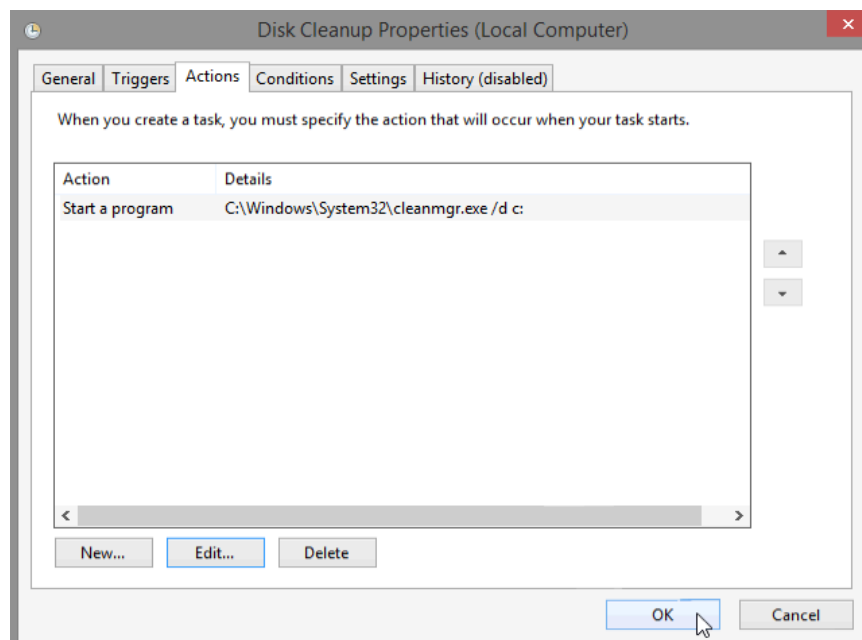 Disk Cleanup Properties (Local Computer)
General Triggers Actions Conditions Settings History (disabled)
When you create a task, you must specify the action that will occur when your task starts.
Action Details
Start a program C:\Windows\System32\cleanmgr.exe /d c:
New... Edit... Delete
OK Cancel